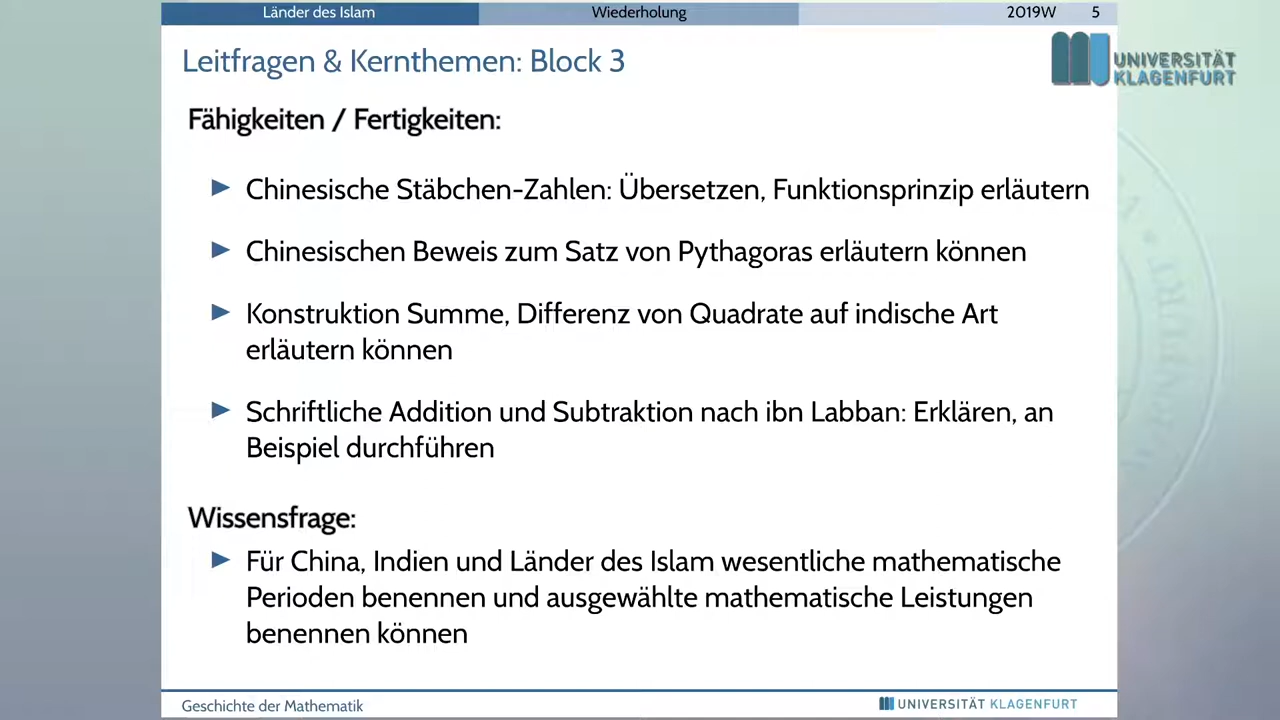 Länder des Islam Wiederholung 2019W 5
Leitfragen & Kernthemen: Block 3
UNIVERSITÄT
KLAGENFURT
Fähigkeiten / Fertigkeiten:
Chinesische Stäbchen-Zahlen: Übersetzen, Funktionsprinzip erläutern
Chinesischen Beweis zum Satz von Pythagoras erläutern können
Konstruktion Summe, Differenz von Quadrate auf indische Art
erläutern können
Schriftliche Addition und Subtraktion nach ibn Labban: Erklären, an
Beispiel durchführen
Wissensfrage:
Für China, Indien und Länder des Islam wesentliche mathematische
Perioden benennen und ausgewählte mathematische Leistungen
benennen können
Geschichte der Mathematik UNIVERSITÄT KLAGENFURT